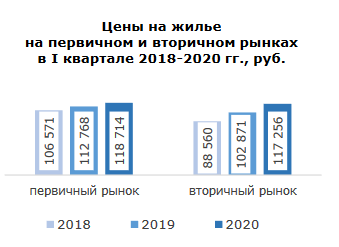 Цены на жилье
на первичном и вторичном рынках
в I квартале 2018-2020 гг., руб.
106 571
112 768
118 714
88 560
102 871
117 256
первичный рынок
вторичный рынок
2018
2019
2020